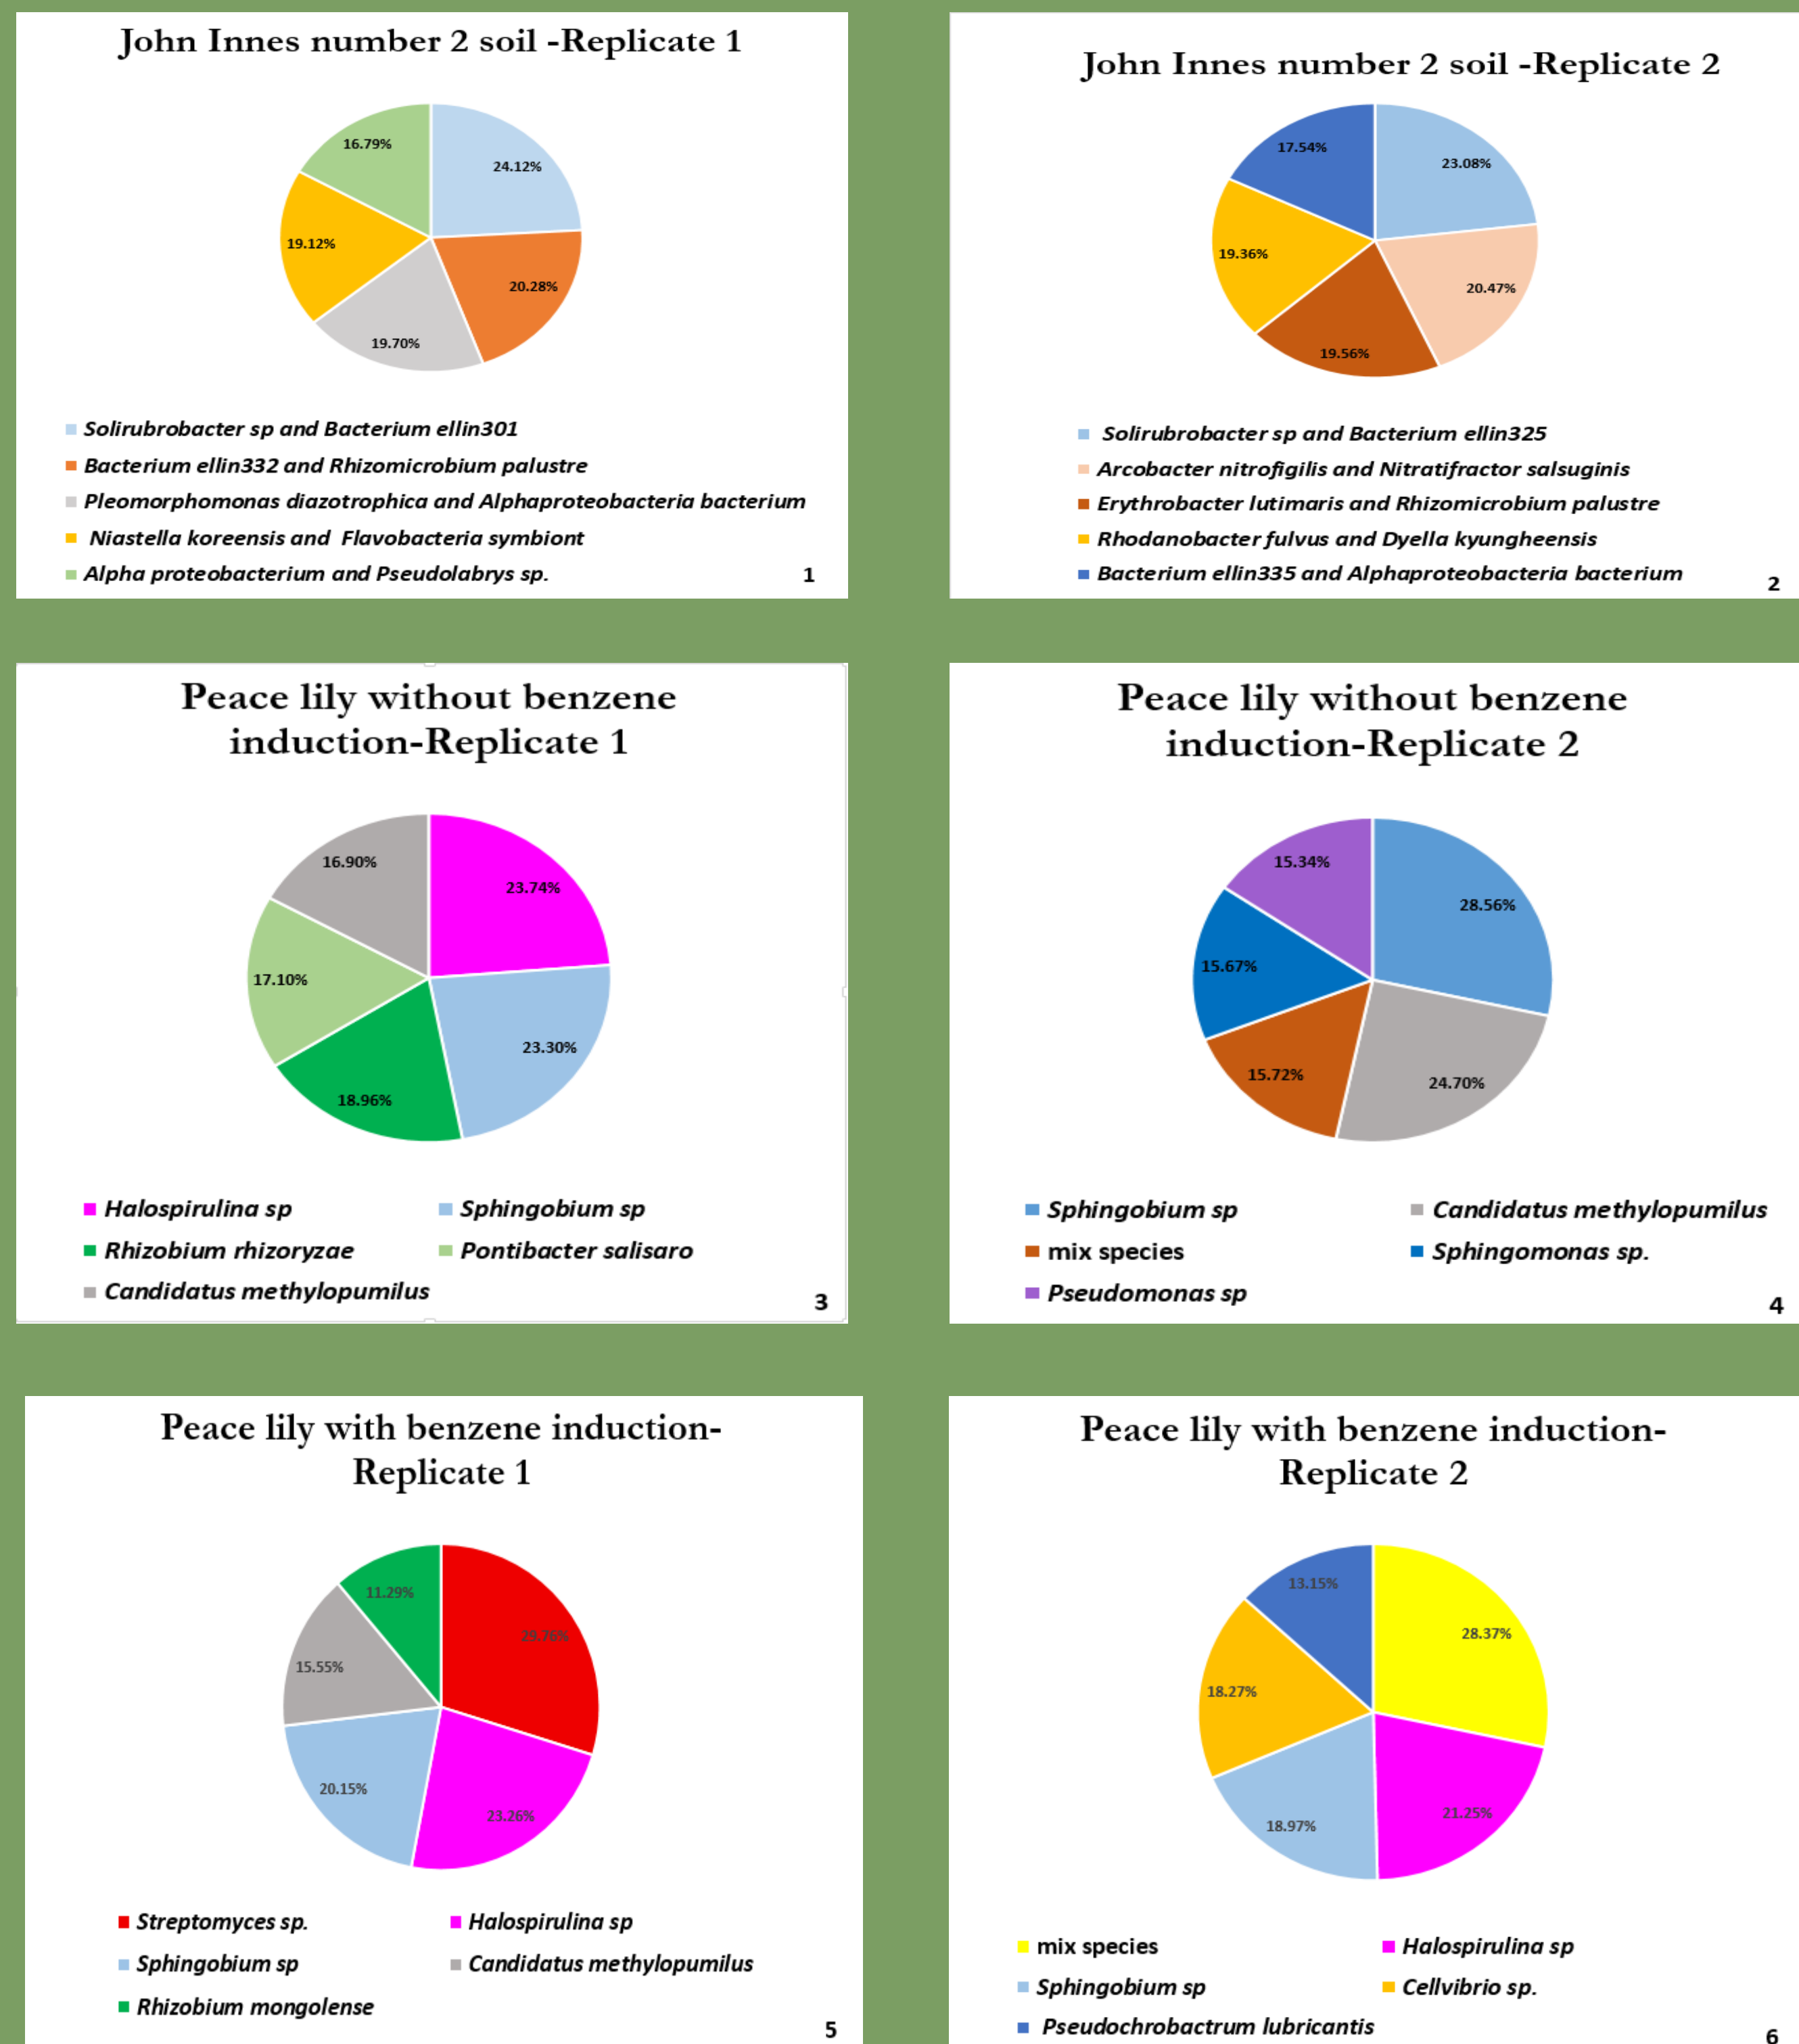 John Innes number 2 soil -Replicate 1
16.79%
24.12%
19.12%
20.28%
19.70%
Solirubrobacter sp and Bacterium ellin301
Bacterium ellin332 and Rhizomicrobium palustre
Pleomorphomonas diazotrophica and Alphaproteobacteria bacterium
Niastella koreensis and Flavobacteria symbiont
Alpha proteobacterium and Pseudolabrys sp.
1
John Innes number 2 soil -Replicate 2
17.54%
23.08%
19.36%
20.47%
19.56%
Solirubrobacter sp and Bacterium ellin325
Arcobacter nitrofigilis and Nitratifractor salsuginis
Erythrobacter lutimaris and Rhizomicrobium palustre
Rhodanobacter fulvus and Dyella kyungheensis
Bacterium ellin335 and Alphaproteobacteria bacterium
2
Peace lily without benzene
induction-Replicate 1
16.90%
23.74%
17.10%
23.30%
18.96%
Halospirulina sp
Sphingobium sp
Rhizobium rhizoryzae
Pontibacter salisaro
Candidatus methylopumilus
3
Peace lily without benzene
induction-Replicate 2
15.34%
28.56%
15.67%
15.72%
24.70%
Sphingobium sp
Candidatus methylopumilus
mix species
Sphingomonas sp.
Pseudomonas sp
4
Peace lily with benzene induction-
Replicate 1
11.29%
29.76%
15.55%
20.15%
23.26%
Streptomyces sp.
Halospirulina sp
Sphingobium sp
Candidatus methylopumilus
Rhizobium mongolense
5
Peace lily with benzene induction-
Replicate 2
13.15%
28.37%
18.27%
21.25%
18.97%
mix species
Halospirulina sp
Sphingobium sp
Cellvibrio sp.
Pseudochrobactrum lubricantis
6